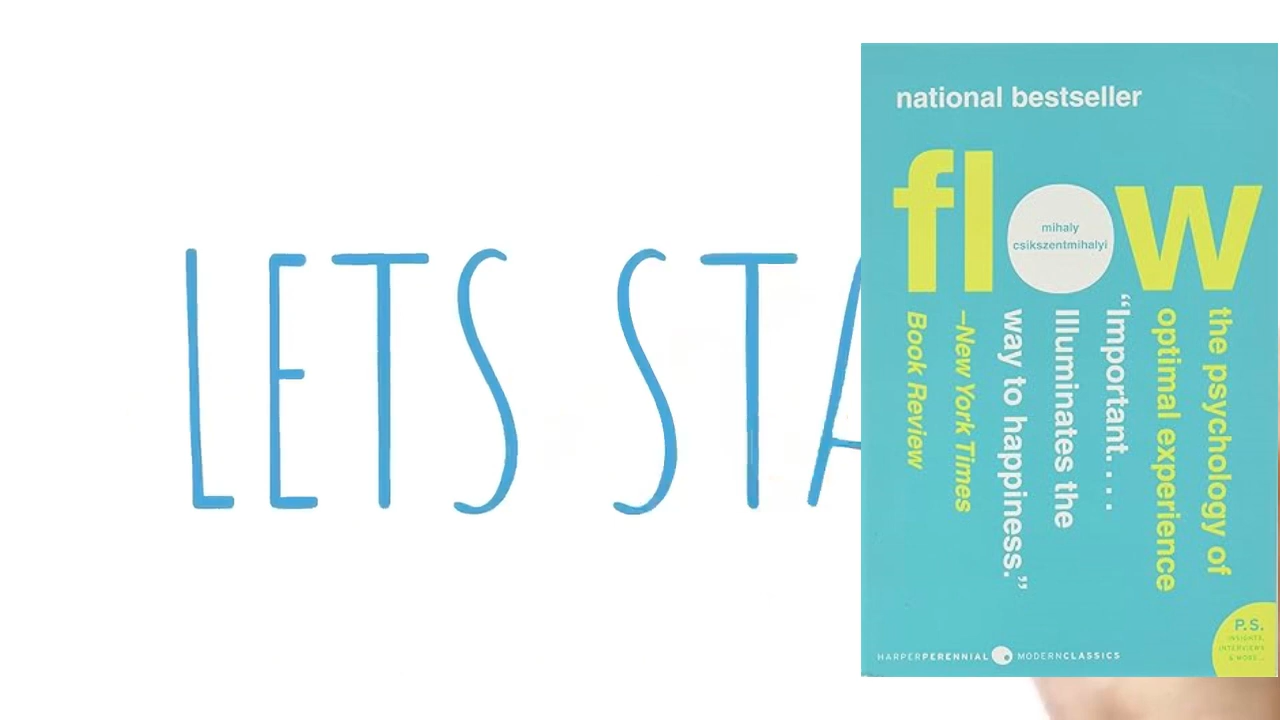 LETS STA
national bestseller
flow
mihaly
csikszentmihalyi
the psychology of
optimal experience
“Important. . . .
Illuminates the
way to happiness.”
–New York Times
Book Review
P.S.
INSIGHTS,
INTERVIEWS
& MORE...
HARPERPERENNIAL MODERNCLASSICS